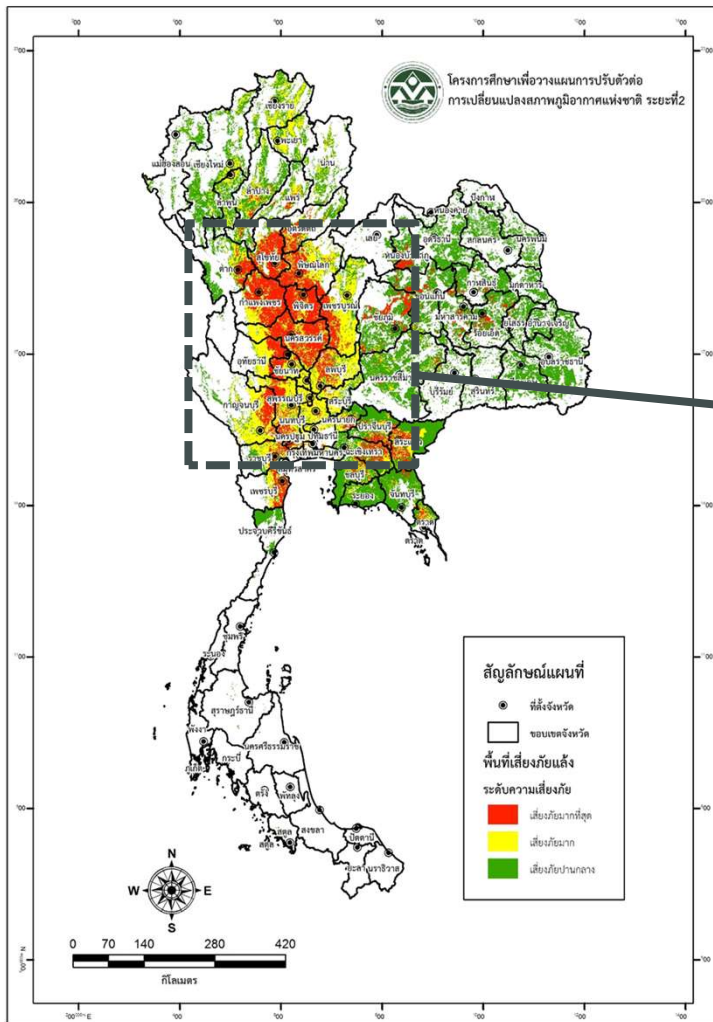 โครงการศึกษาเพื่อวางแผนการปรับตัวต่อ
การเปลี่ยนแปลงสภาพภูมิอากาศแห่งชาติ ระยะที่2
เชียงราย
พะเยา
แม่ฮ่องสอน
เชียงใหม่
น่าน
ลำปาง
แพร่
ลำพูน
อุตรดิตถ์
บึงกาฬ
หนองคาย
เลย
อุดรธานี
สกลนคร
นครพนม
สุโขทัย
ตาก
พิษณุโลก
กำแพงเพชร
พิจิตร
เพชรบูรณ์
ขอนแก่น
กาฬสินธุ์
มุกดาหาร
ชัยภูมิ
มหาสารคาม
ร้อยเอ็ด
ยโสธร
อำนาจเจริญ
นครสวรรค์
อุทัยธานี
ชัยนาท
ลพบุรี
นครราชสีมา
บุรีรัมย์
สุรินทร์
อุบลราชธานี
กาญจนบุรี
สุพรรณบุรี
สระบุรี
นครนายก
นนทบุรี
ปทุมธานี
ปราจีนบุรี
นครปฐม
กรุงเทพมหานคร
ฉะเชิงเทรา
เพชรบุรี
ชลบุรี
ระยอง
จันทบุรี
ตราด
ตราด
ประจวบคีรีขันธ์
ชุมพร
ระนอง
สุราษฎร์ธานี
พังงา
นครศรีธรรมราช
กระบี่
ภูเก็ต
ตรัง
พัทลุง
สตูล
สตูล
สงขลา
ปัตตานี
ยะลา
นราธิวาส
สัญลักษณ์แผนที่
ที่ตั้งจังหวัด
ขอบเขตจังหวัด
พื้นที่เสี่ยงภัยแล้ง
ระดับความเสี่ยงภัย
เสี่ยงภัยมากที่สุด
เสี่ยงภัยมาก
เสี่ยงภัยปานกลาง
N
W E
S
0 70 140 280 420
กิโลเมตร